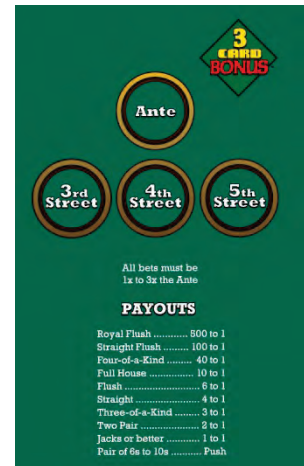 3
CARD
BONUS
Ante
3rd
Street
4th
Street
5th
Street
All bets must be
1x to 3x the Ante
PAYOUTS
Royal Flush ............ 500 to 1
Straight Flush ......... 100 to 1
Four-of-a-Kind ........ 40 to 1
Full House .............. 10 to 1
Flush ........................ 6 to 1
Straight ..................... 4 to 1
Three-of-a-Kind ........ 3 to 1
Two Pair ................... 2 to 1
Jacks or better ........... 1 to 1
Pair of 6s to 10s .......... Push